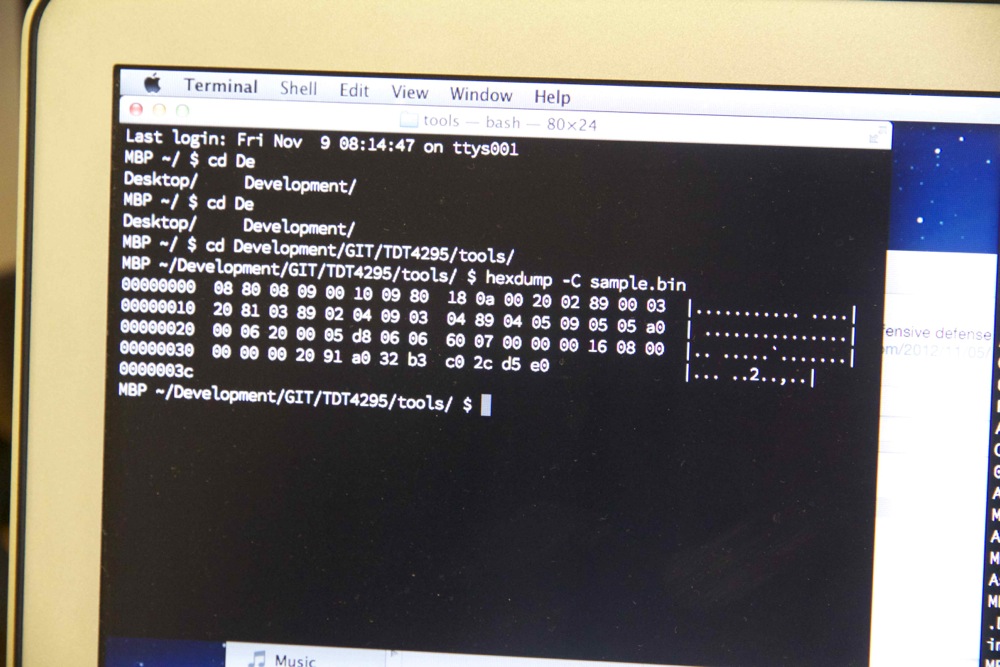 Terminal Shell Edit View Window Help
tools — bash — 80×24
Last login: Fri Nov  9 08:14:47 on ttys001
MBP ~/ $ cd De
Desktop/     Development/
MBP ~/ $ cd De
Desktop/     Development/
MBP ~/ $ cd Development/GIT/TDT4295/tools/
MBP ~/Development/GIT/TDT4295/tools/ $ hexdump -C sample.bin
00000000  08 80 08 09 00 10 09 80  18 0a 00 20 02 89 00 03  |........... ....|
00000010  20 81 03 89 02 04 09 03  04 89 04 05 09 05 05 a0  | ...............|
00000020  00 06 20 00 05 d8 06 06  60 07 00 00 00 16 08 00  |.. .....`.......|
00000030  00 00 00 20 91 a0 32 b3  c0 2c d5 e0              |... ..2..,..|
0000003c
MBP ~/Development/GIT/TDT4295/tools/ $
fensive defense
om/2012/11/05/
Music